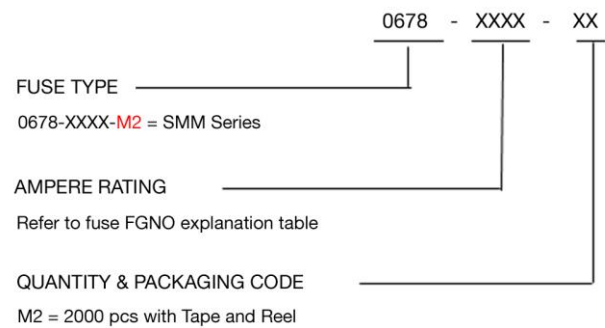 0678 - XXXX - XX
FUSE TYPE
0678-XXXX-M2 = SMM Series
AMPERE RATING
Refer to fuse FGNO explanation table
QUANTITY & PACKAGING CODE
M2 = 2000 pcs with Tape and Reel